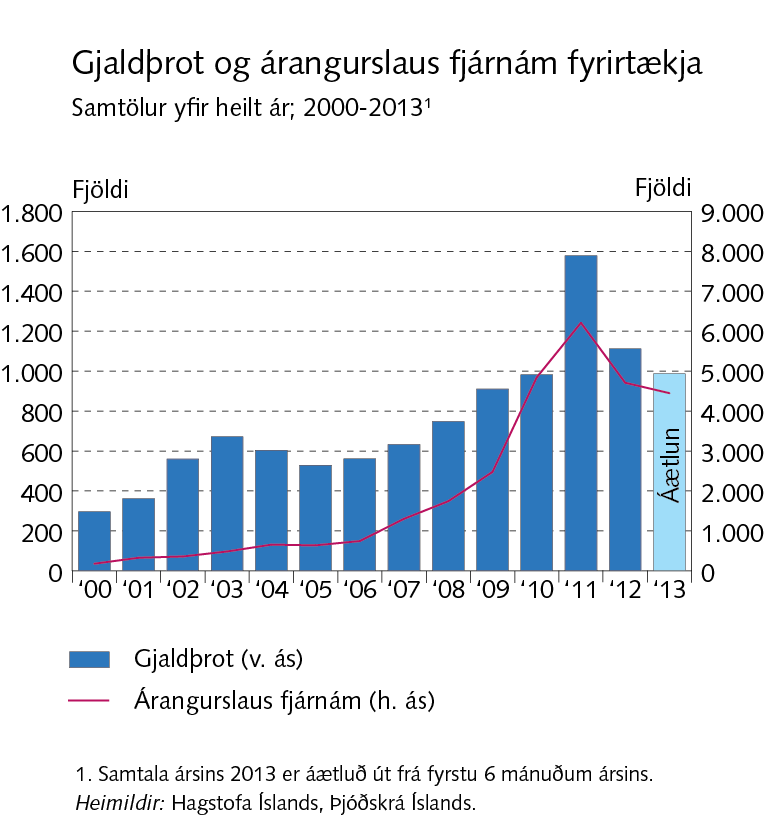 Gjaldþrot og árangurslaus fjárnám fyrirtækja
Samtölur yfir heilt ár; 2000-2013¹
Fjöldi Fjöldi
1.800 9.000
1.600 8.000
1.400 7.000
1.200 6.000
1.000 5.000
800 4.000
600 3.000
400 2.000
200 1.000
0 0
Áætlun
‘00 ‘01 ‘02 ‘03 ‘04 ‘05 ‘06 ‘07 ‘08 ‘09 ‘10 ‘11 ‘12 ‘13
Gjaldþrot (v. ás)
Árangurslaus fjárnám (h. ás)
1. Samtala ársins 2013 er áætluð út frá fyrstu 6 mánuðum ársins.
Heimildir: Hagstofa Íslands, Þjóðskrá Íslands.